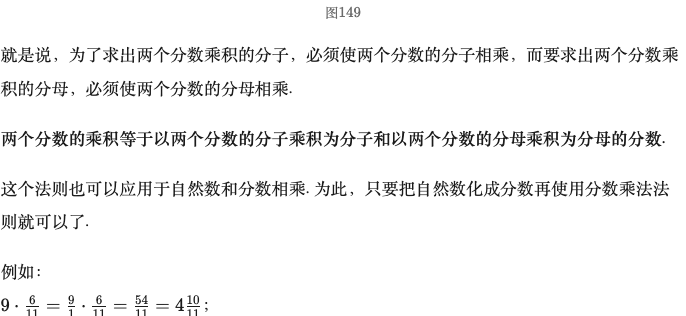 图149
就是说，为了求出两个分数乘积的分子，必须使两个分数的分子相乘，而要求出两个分数乘
积的分母，必须使两个分数的分母相乘.
两个分数的乘积等于以两个分数的分子乘积为分子和以两个分数的分母乘积为分母的分数.
这个法则也可以应用于自然数和分数相乘. 为此，只要把自然数化成分数再使用分数乘法法
则就可以了.
例如：
9 · 6/11 = 9/1 · 6/11 = 54/11 = 4 10/11；